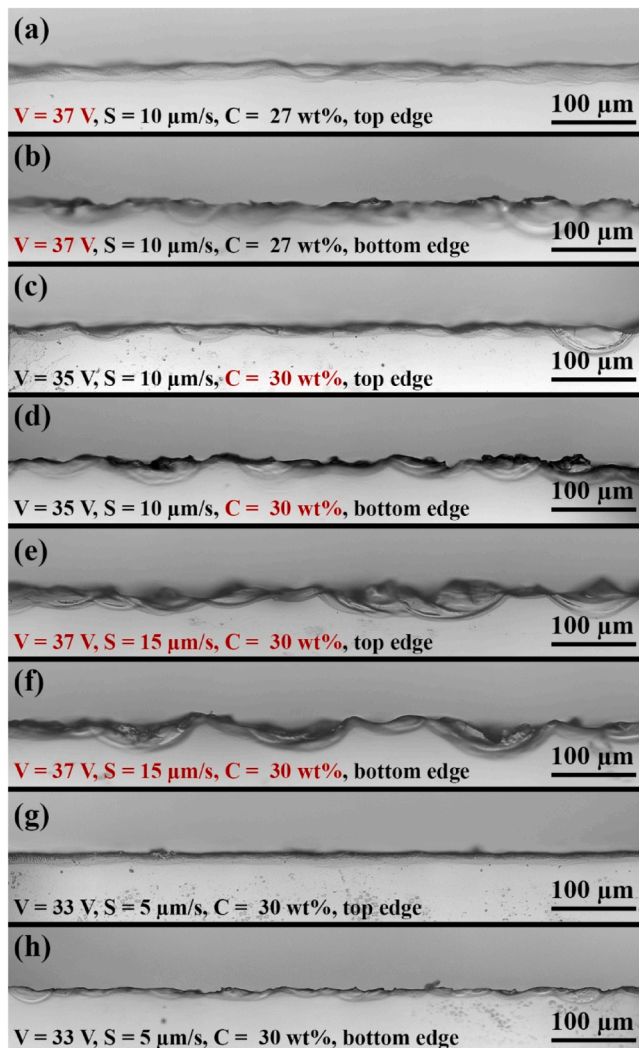 (a)
V = 37 V, S = 10 µm/s, C = 27 wt%, top edge
100 µm
(b)
V = 37 V, S = 10 µm/s, C = 27 wt%, bottom edge
100 µm
(c)
V = 35 V, S = 10 µm/s, C = 30 wt%, top edge
100 µm
(d)
V = 35 V, S = 10 µm/s, C = 30 wt%, bottom edge
100 µm
(e)
V = 37 V, S = 15 µm/s, C = 30 wt%, top edge
100 µm
(f)
V = 37 V, S = 15 µm/s, C = 30 wt%, bottom edge
100 µm
(g)
V = 33 V, S = 5 µm/s, C = 30 wt%, top edge
100 µm
(h)
V = 33 V, S = 5 µm/s, C = 30 wt%, bottom edge
100 µm